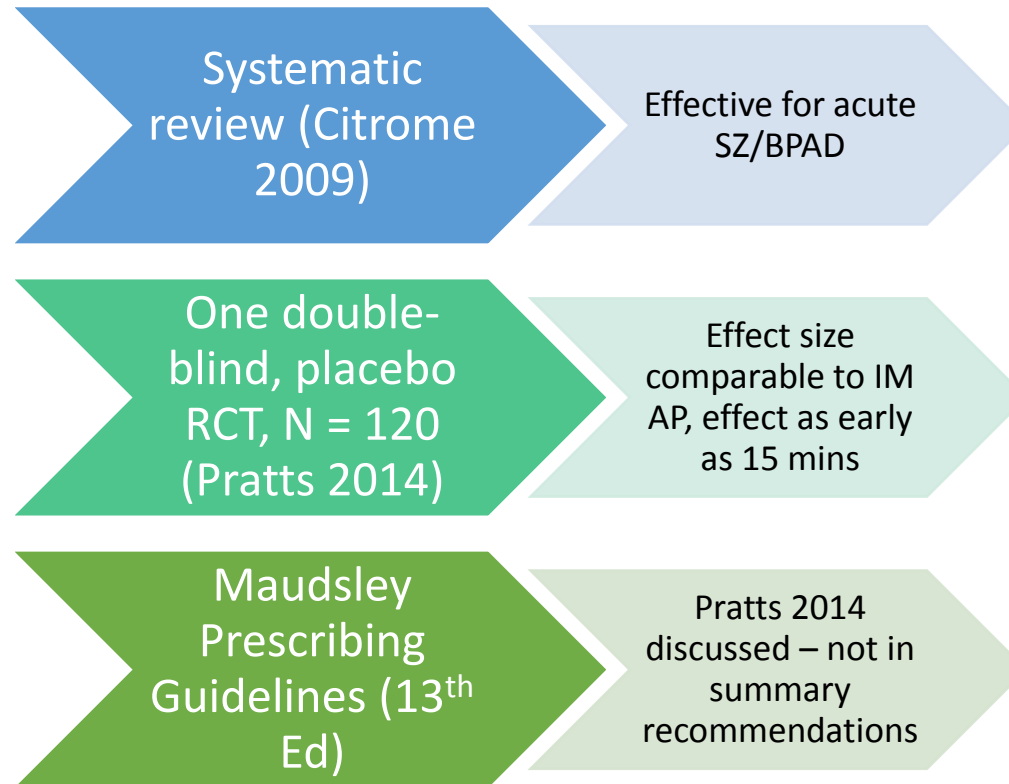 Systematic
review (Citrome
2009)
Effective for acute
SZ/BPAD
One double-
blind, placebo
RCT, N = 120
(Pratts 2014)
Effect size
comparable to IM
AP, effect as early
as 15 mins
Maudsley
Prescribing
Guidelines (13th
Ed)
Pratts 2014
discussed – not in
summary
recommendations